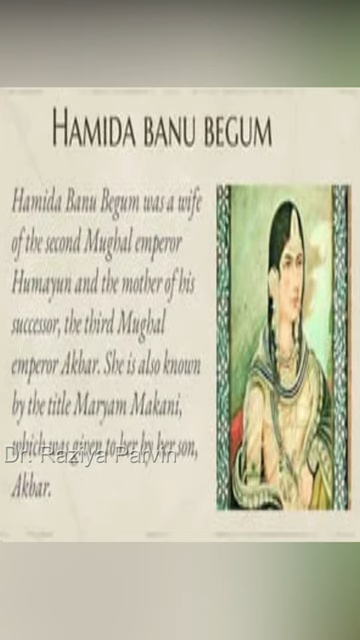 HAMIDA BANU BEGUM
Hamida Banu Begum was a wife
of the second Mughal emperor
Humayun and the mother of his
successor, the third Mughal
emperor Akbar. She is also known
by the title Maryam Makani,
which was given to her by her son,
Dr. Raziya Parvin
Akbar.